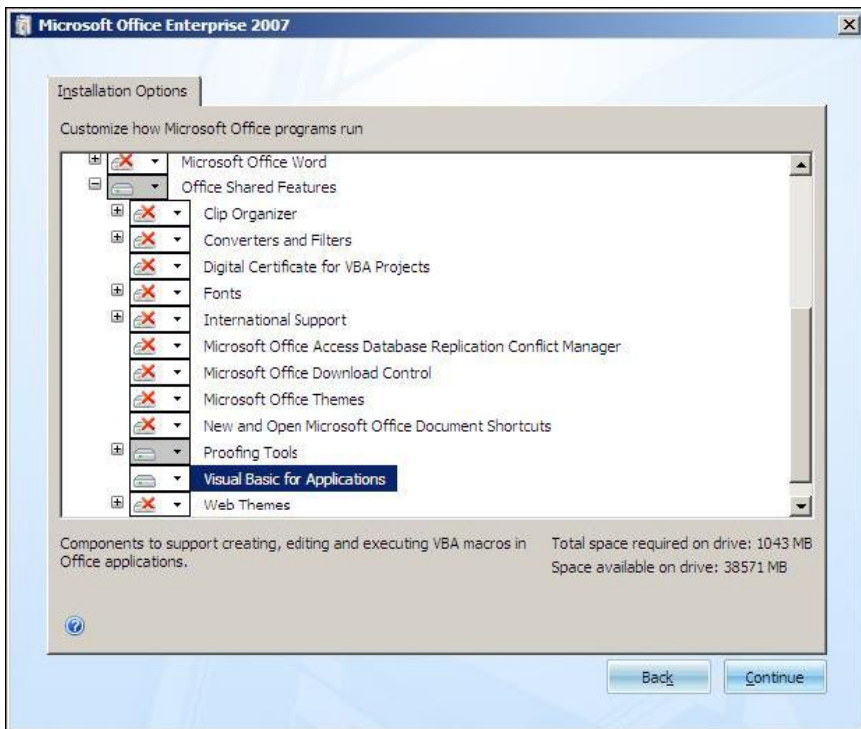 Microsoft Office Enterprise 2007
Installation Options
Customize how Microsoft Office programs run
Microsoft Office Word
Office Shared Features
Clip Organizer
Converters and Filters
Digital Certificate for VBA Projects
Fonts
International Support
Microsoft Office Access Database Replication Conflict Manager
Microsoft Office Download Control
Microsoft Office Themes
New and Open Microsoft Office Document Shortcuts
Proofing Tools
Visual Basic for Applications
Web Themes
Components to support creating, editing and executing VBA macros in
Office applications.
Total space required on drive: 1043 MB
Space available on drive: 38571 MB
Back
Continue